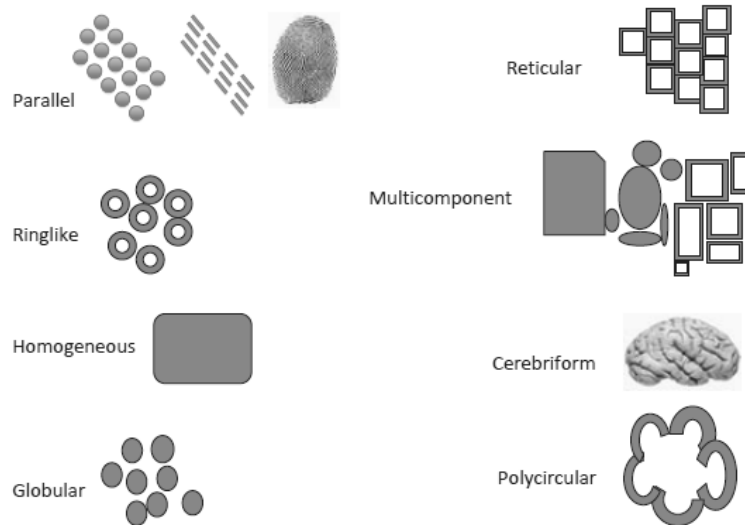 Parallel
Reticular
Ringlike
Multicomponent
Homogeneous
Cerebriform
Globular
Polycircular